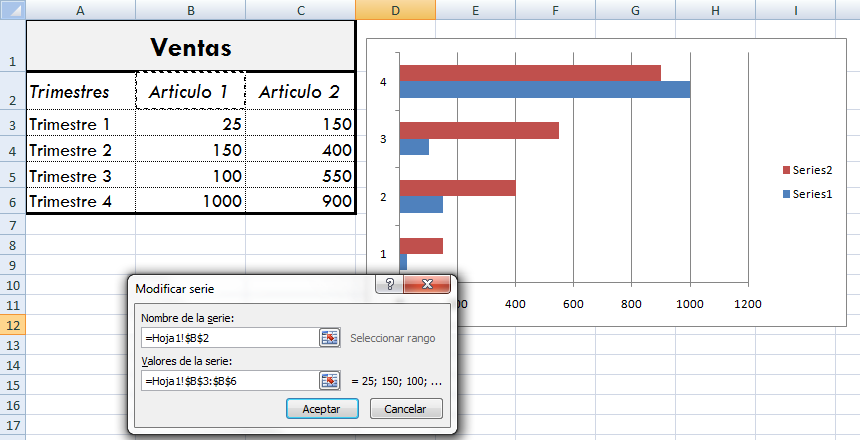 A B C D E F G H I
1 Ventas
2 Trimestres Articulo 1 Articulo 2
3 Trimestre 1 25 150
4 Trimestre 2 150 400
5 Trimestre 3 100 550
6 Trimestre 4 1000 900
7
8
9
10
11
12
13
14
15
16
17
4
3
2
1
00 400 600 800 1000 1200
Series2
Series1
Modificar serie
Nombre de la serie:
=Hoja1!$B$2 Seleccionar rango
Valores de la serie:
=Hoja1!$B$3:$B$6 = 25; 150; 100; ...
Aceptar Cancelar